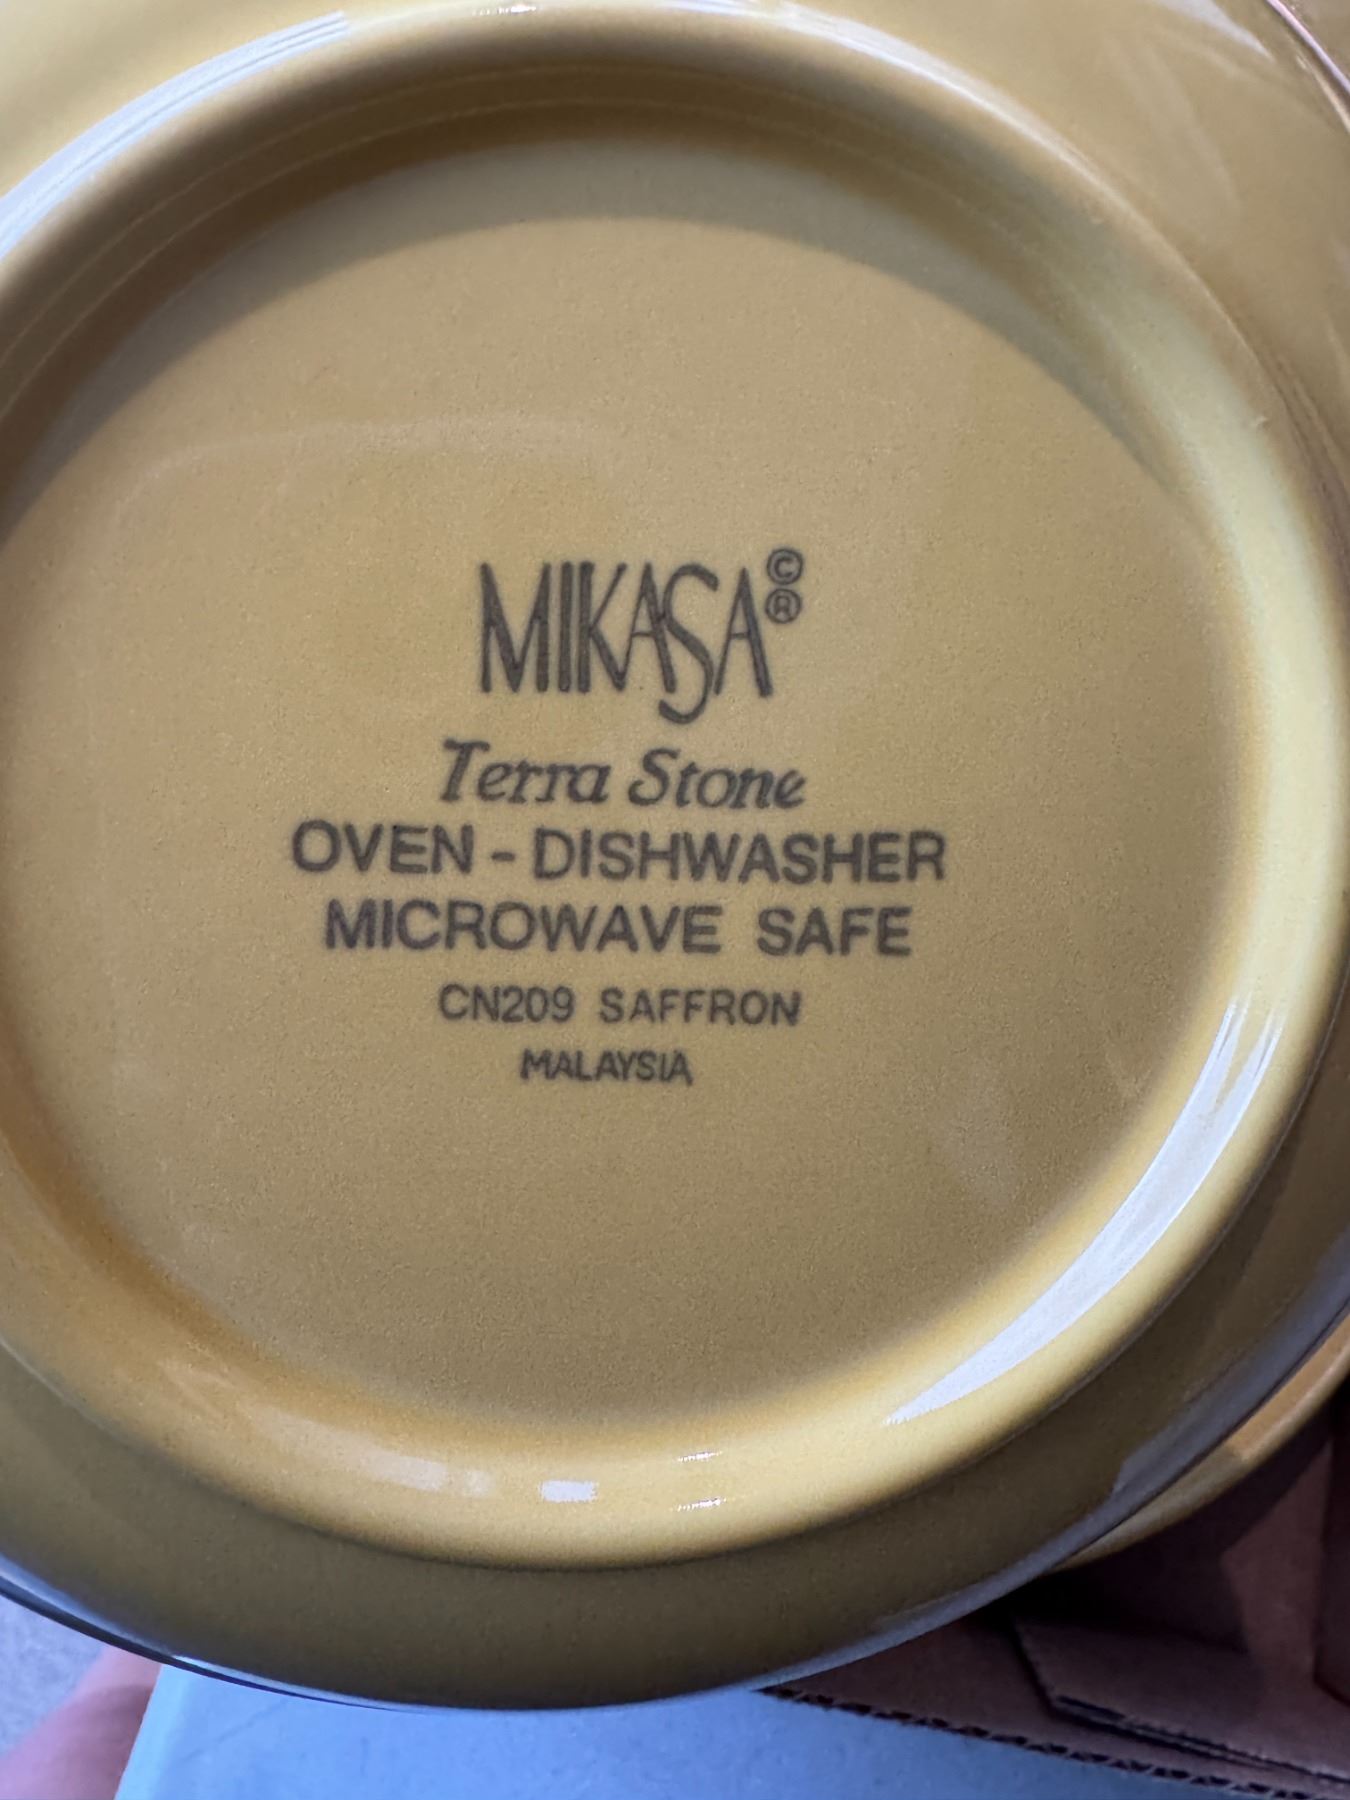 MIKASA©®
Terra Stone
OVEN - DISHWASHER
MICROWAVE SAFE
CN209 SAFFRON
MALAYSIA